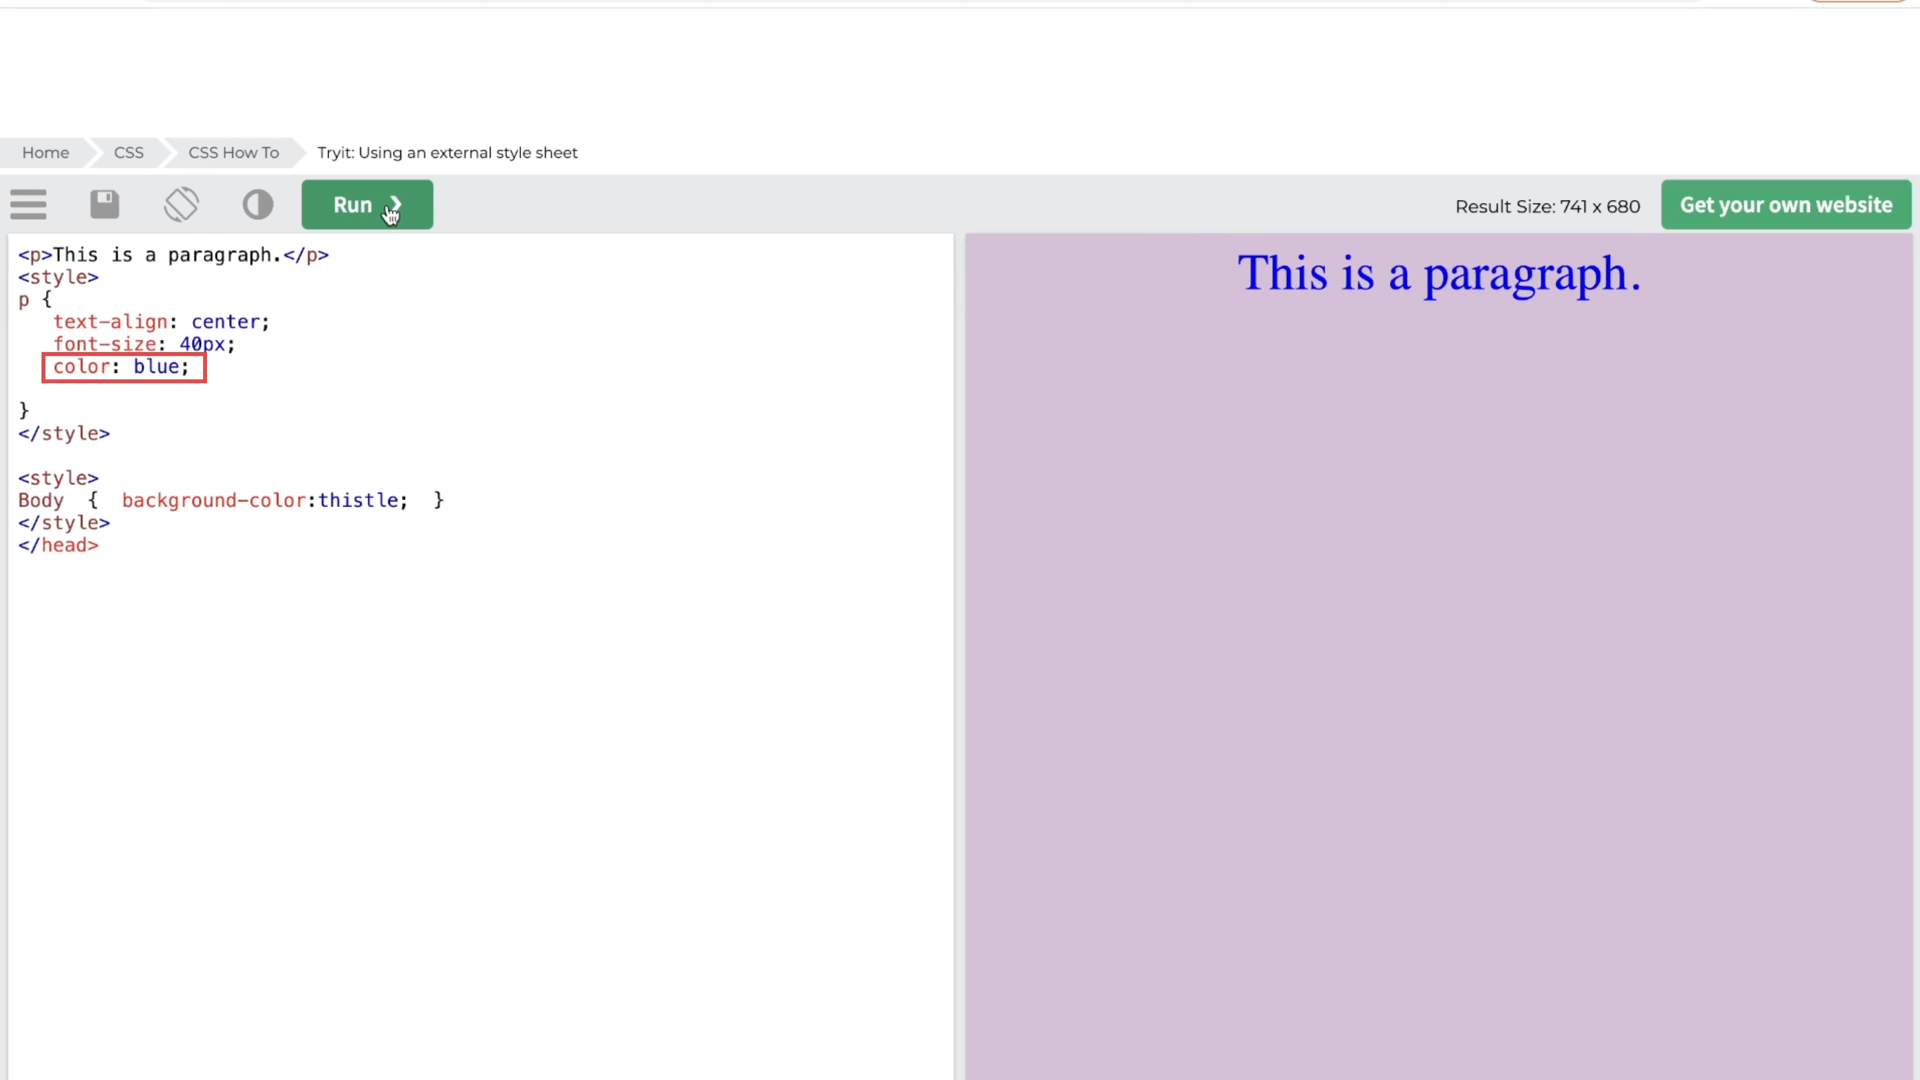 Home CSS CSS How To Tryit: Using an external style sheet
Run ❯ Result Size: 741 x 680 Get your own website
<p>This is a paragraph.</p>
<style>
p {
   text-align: center;
   font-size: 40px;
   color: blue;
}
</style>
<style>
Body  {  background-color:thistle;  }
</style>
</head>
This is a paragraph.